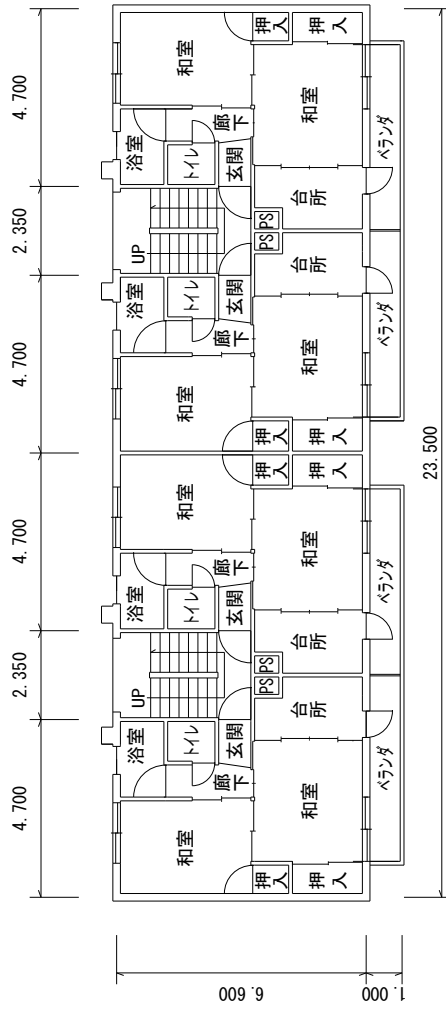 4.700
2.350
4.700
4.700
2.350
4.700
和室
浴室
トイレ
廊下
玄関
UP
UP
浴室
トイレ
玄関
廊下
和室
和室
浴室
トイレ
廊下
玄関
UP
UP
浴室
トイレ
玄関
廊下
和室
押入
押入
和室
台所
PS
PS
台所
和室
押入
押入
押入
押入
和室
台所
PS
PS
台所
和室
押入
押入
ベランダ
ベランダ
ベランダ
ベランダ
6.600
1.000
23.500